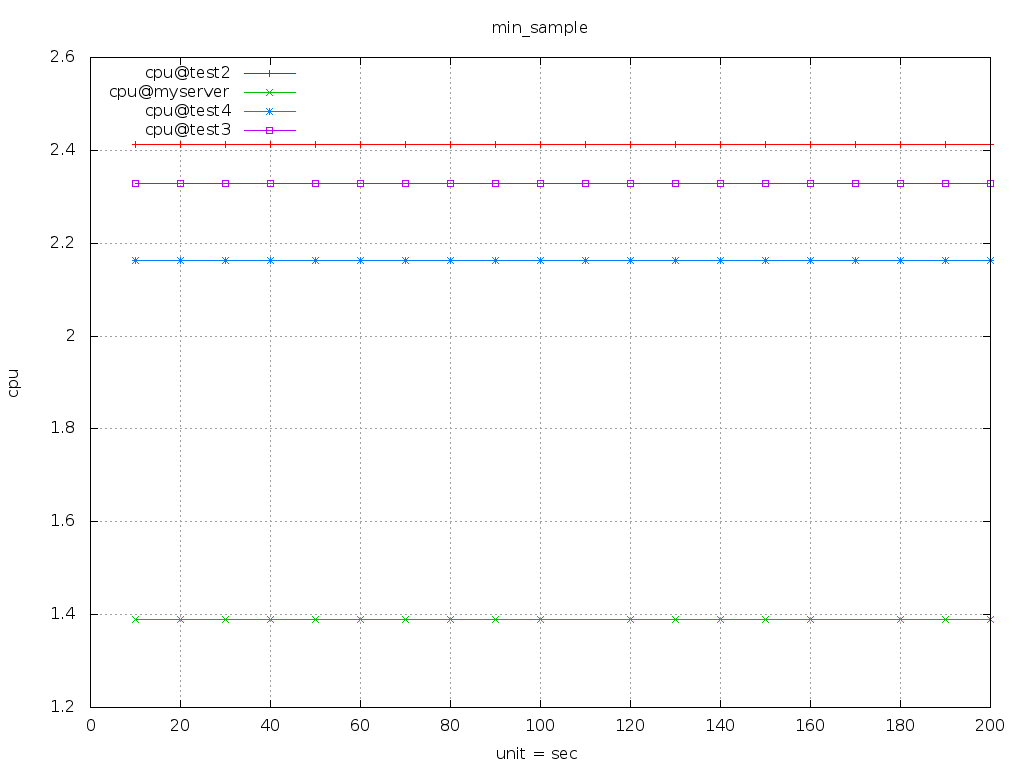 min_sample
2.6
cpu@test2
cpu@myserver
cpu@test4
cpu@test3
2.4
2.2
2
cpu
1.8
1.6
1.4
1.2
0 20 40 60 80 100 120 140 160 180 200
unit = sec